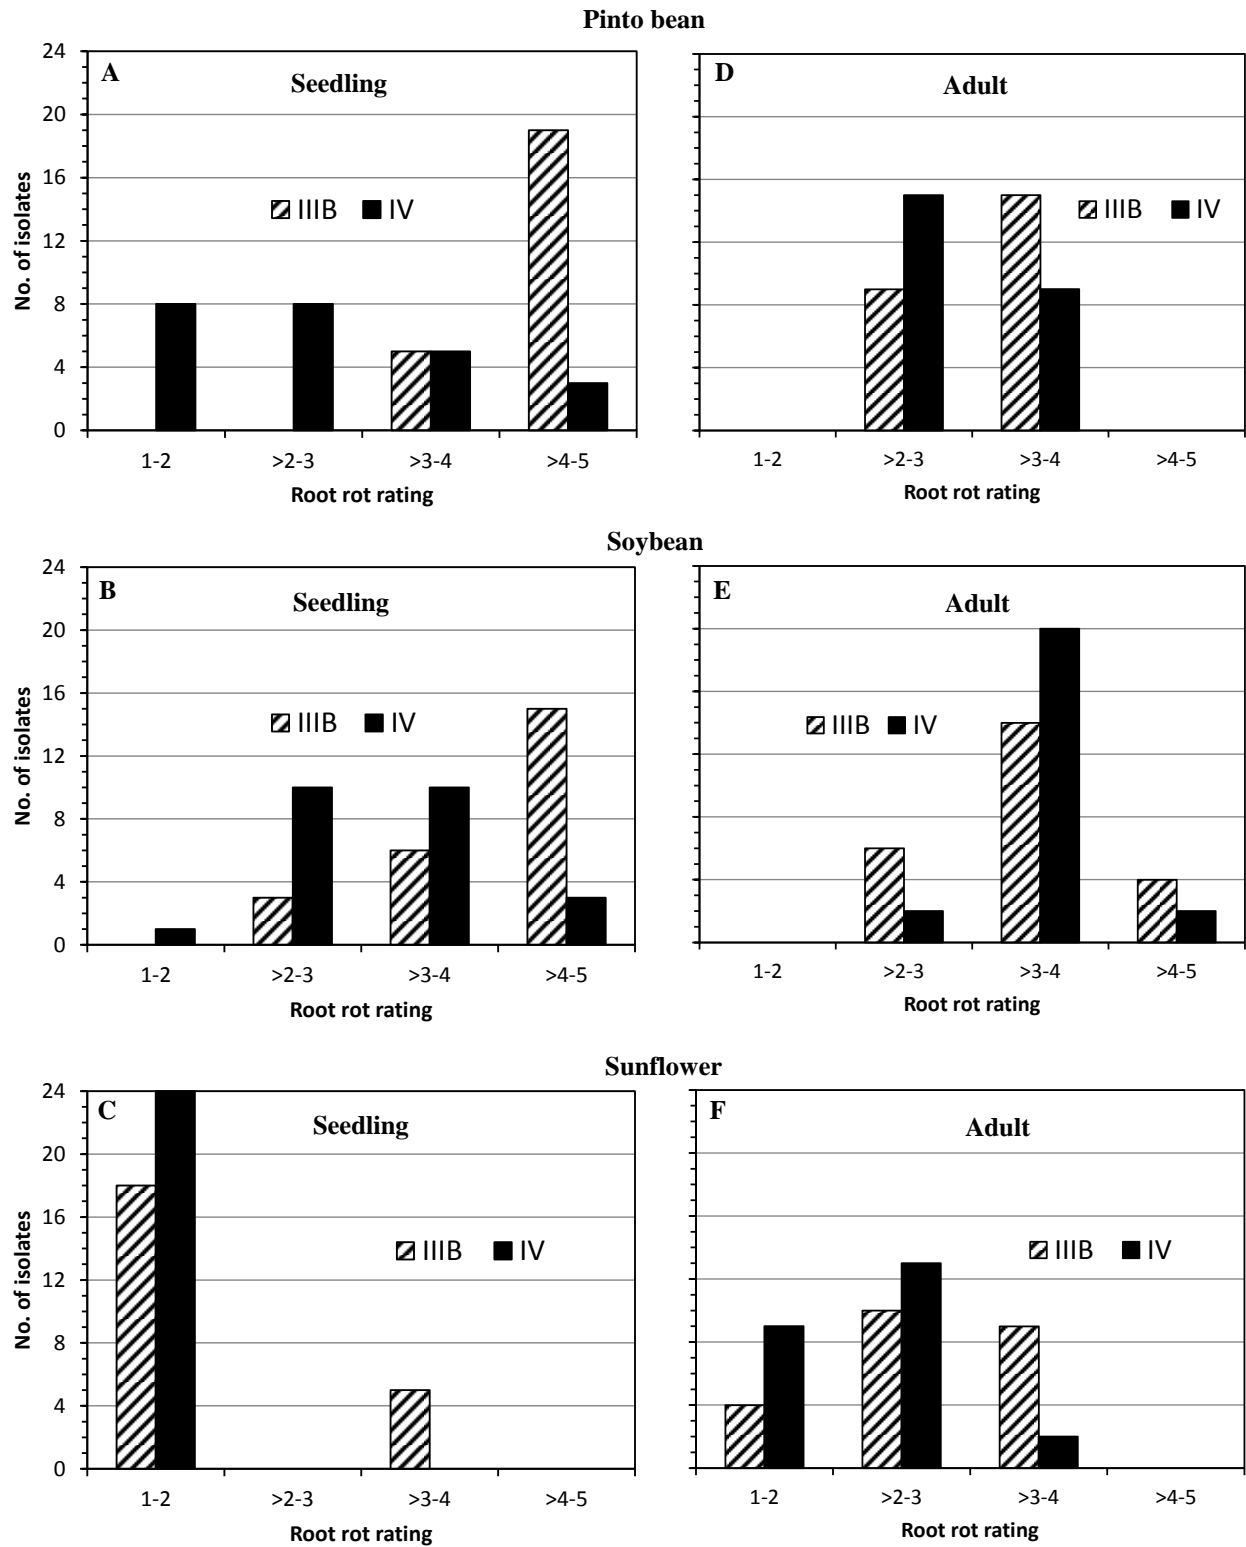 Pinto bean
A
Seedling
24
20
16
12
8
4
0
No. of isolates
IIIB IV
1-2 >2-3 >3-4 >4-5
Root rot rating
D
Adult
IIIB IV
1-2 >2-3 >3-4 >4-5
Root rot rating
Soybean
B
Seedling
24
20
16
12
8
4
0
No. of isolates
IIIB IV
1-2 >2-3 >3-4 >4-5
Root rot rating
E
Adult
IIIB IV
1-2 >2-3 >3-4 >4-5
Root rot rating
Sunflower
C
Seedling
24
20
16
12
8
4
0
No. of isolates
IIIB IV
1-2 >2-3 >3-4 >4-5
Root rot rating
F
Adult
IIIB IV
1-2 >2-3 >3-4 >4-5
Root rot rating